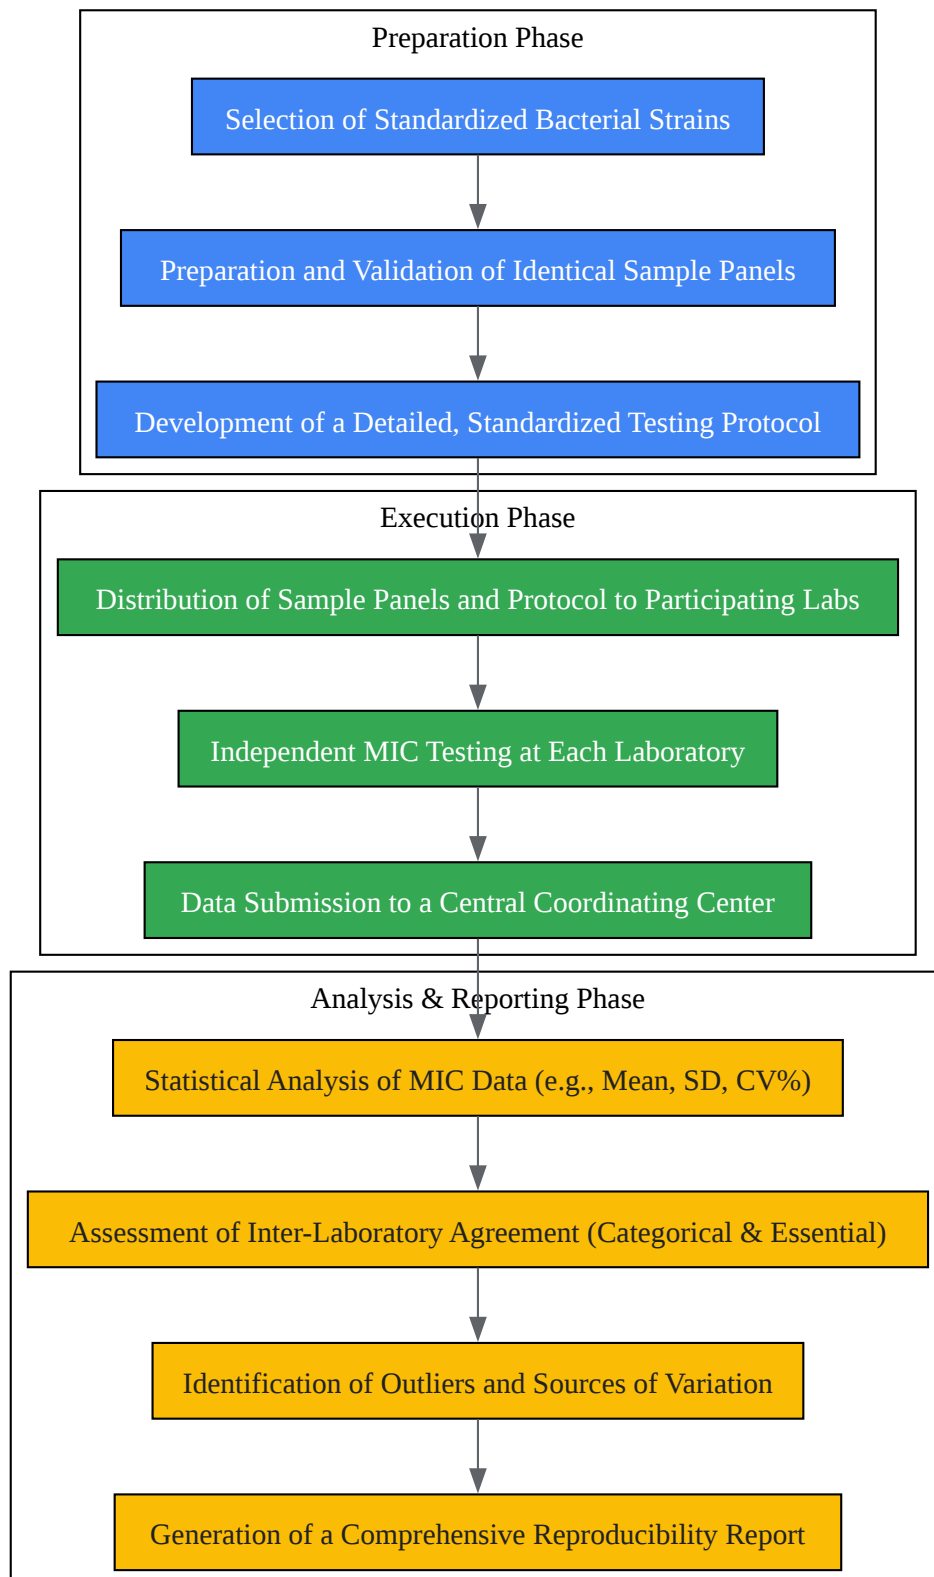 Preparation Phase
Selection of Standardized Bacterial Strains
Preparation and Validation of Identical Sample Panels
Development of a Detailed, Standardized Testing Protocol
Execution Phase
Distribution of Sample Panels and Protocol to Participating Labs
Independent MIC Testing at Each Laboratory
Data Submission to a Central Coordinating Center
Analysis & Reporting Phase
Statistical Analysis of MIC Data (e.g., Mean, SD, CV%)
Assessment of Inter-Laboratory Agreement (Categorical & Essential)
Identification of Outliers and Sources of Variation
Generation of a Comprehensive Reproducibility Report